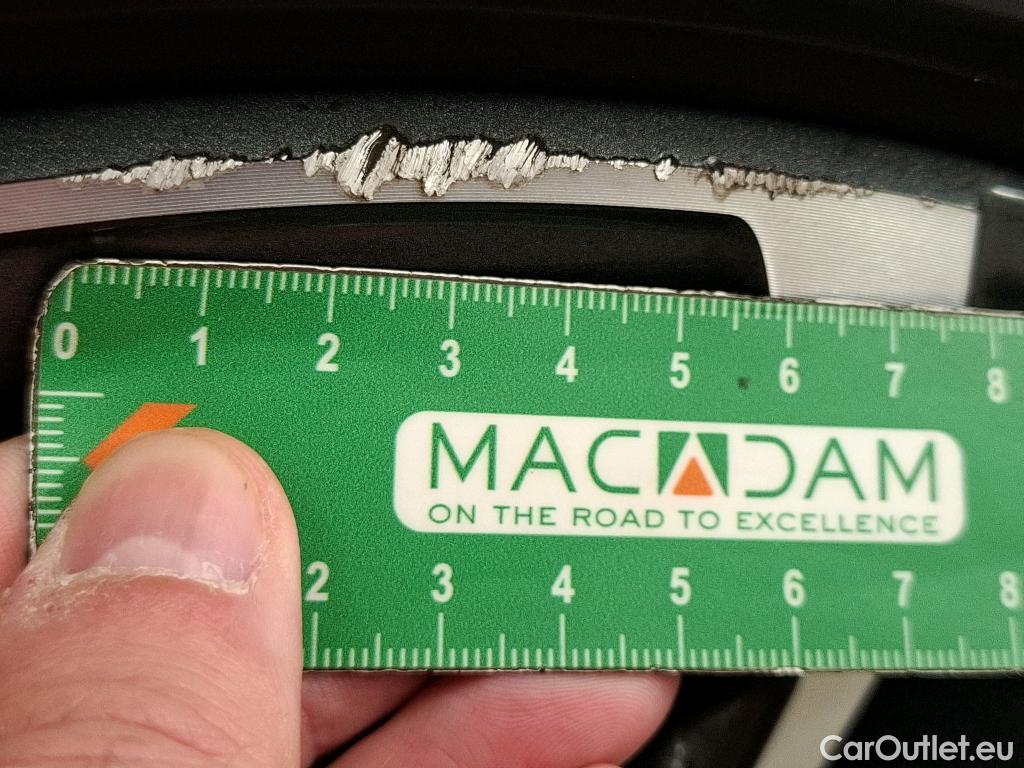 0 1 2 3 4 5 6 7 8
MACADAM
ON THE ROAD TO EXCELLENCE
2 3 4 5 6 7 8
CarOutlet.eu